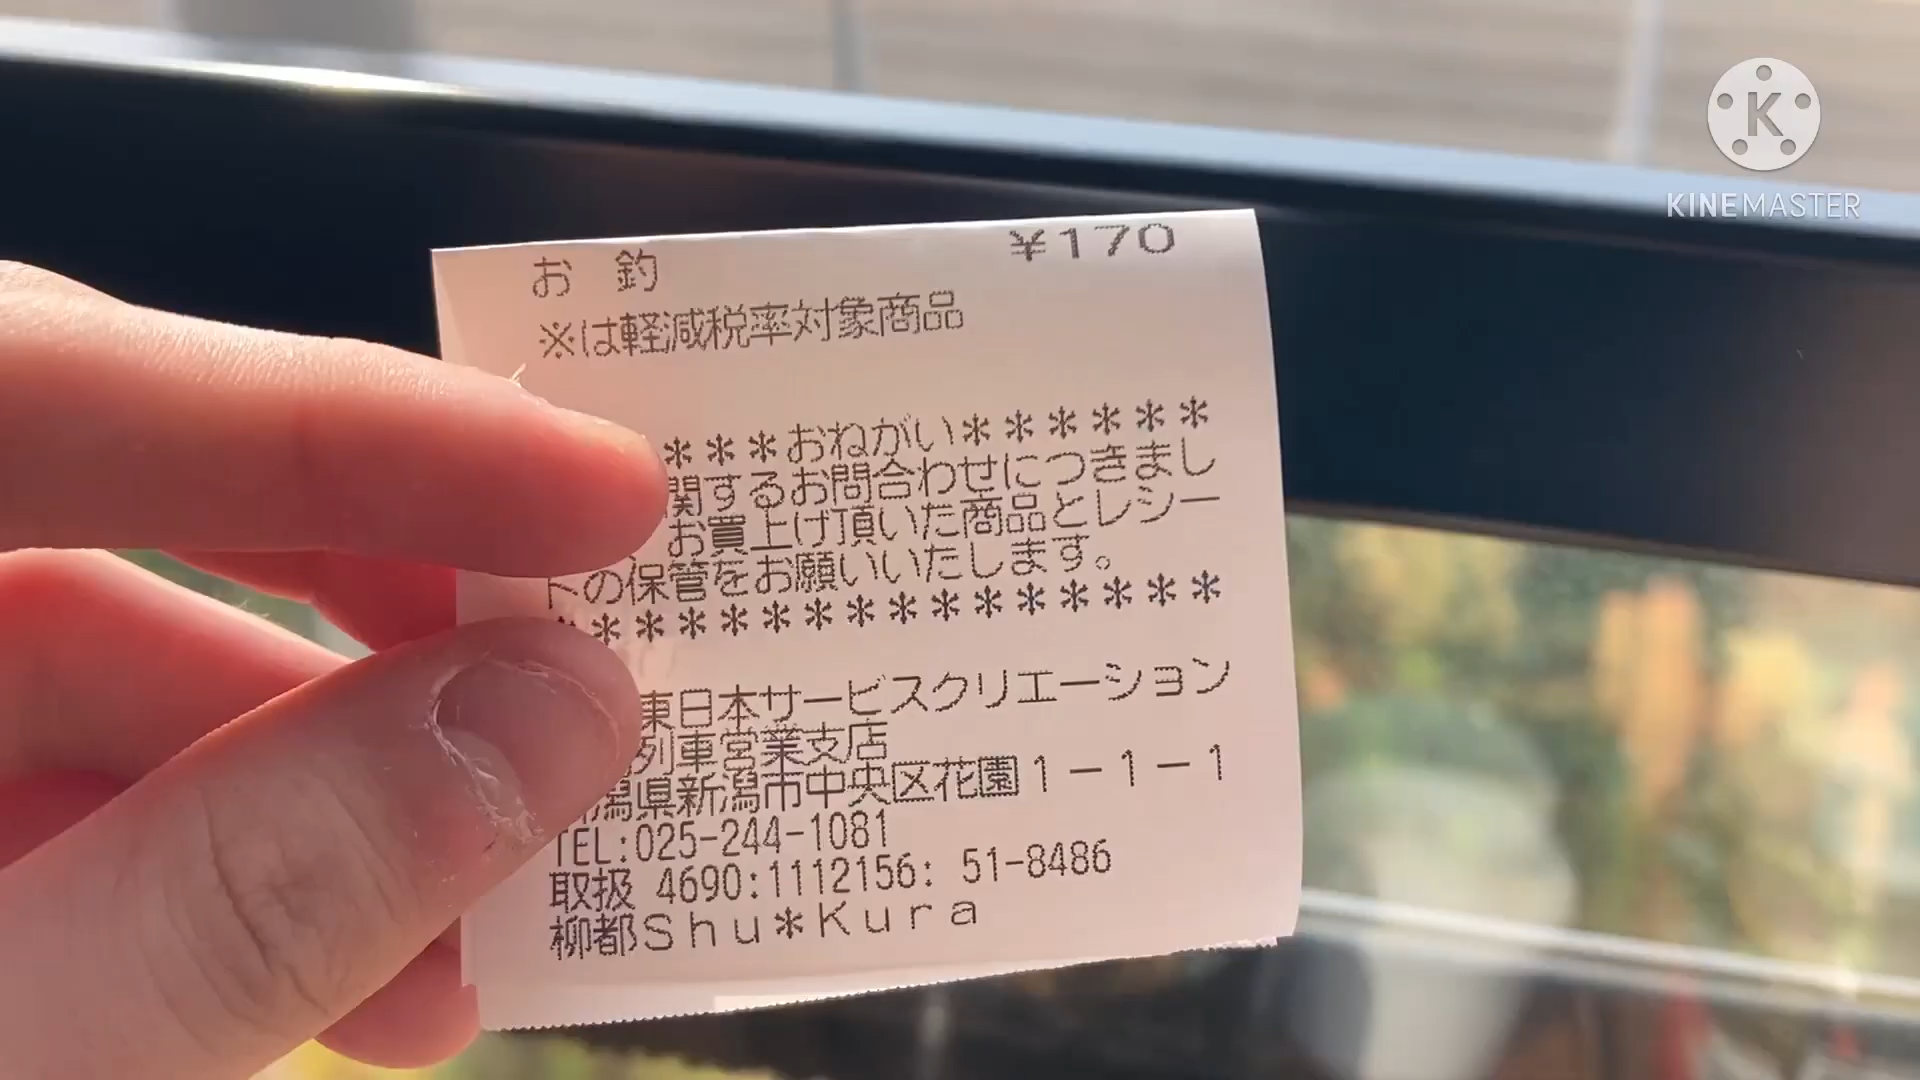 お 釣 ¥170
※は軽減税率対象商品
***おねがい******
関するお問合わせにつきまし
お買上げ頂いた商品とレシー
トの保管をお願いいたします。
***************
東日本サービスクリエーション
列車営業支店
潟県新潟市中央区花園1-1-1
TEL:025-244-1081
取扱 4690:1112156: 51-8486
柳都Shu*Kura
K
KINEMASTER